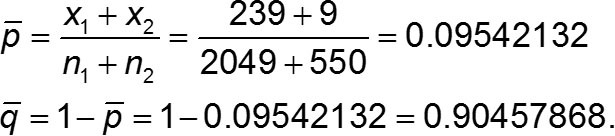 p̅ = (x₁ + x₂)/(n₁ + n₂) = (239 + 9)/(2049 + 550) = 0.09542132
q̅ = 1 − p̅ = 1 − 0.09542132 = 0.90457868.